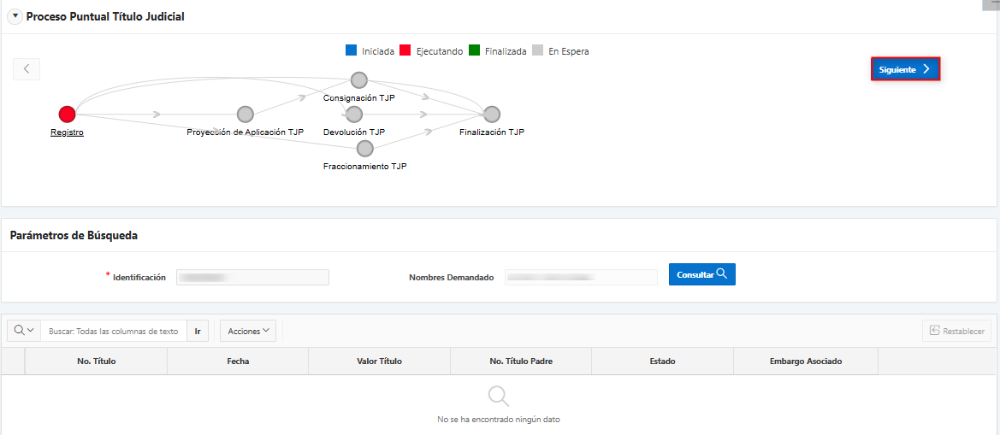 Proceso Puntual Título Judicial
Iniciada Ejecutando Finalizada En Espera
Siguiente
Consignación TJP
Registro Proyección de Aplicación TJP Devolución TJP Finalización TJP
Fraccionamiento TJP
Parámetros de Búsqueda
* Identificación Nombres Demandado Consultar
Buscar: Todas las columnas de texto Ir Acciones Restablecer
No. Título Fecha Valor Título No. Título Padre Estado Embargo Asociado
No se ha encontrado ningún dato